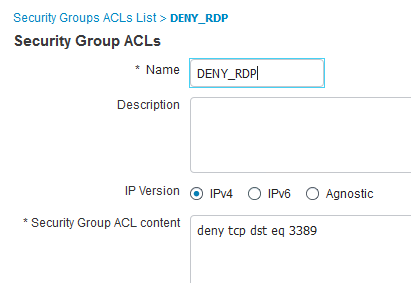 Security Groups ACLs List > DENY_RDP
Security Group ACLs
* Name DENY_RDP
Description
IP Version IPv4 IPv6 Agnostic
* Security Group ACL content deny tcp dst eq 3389